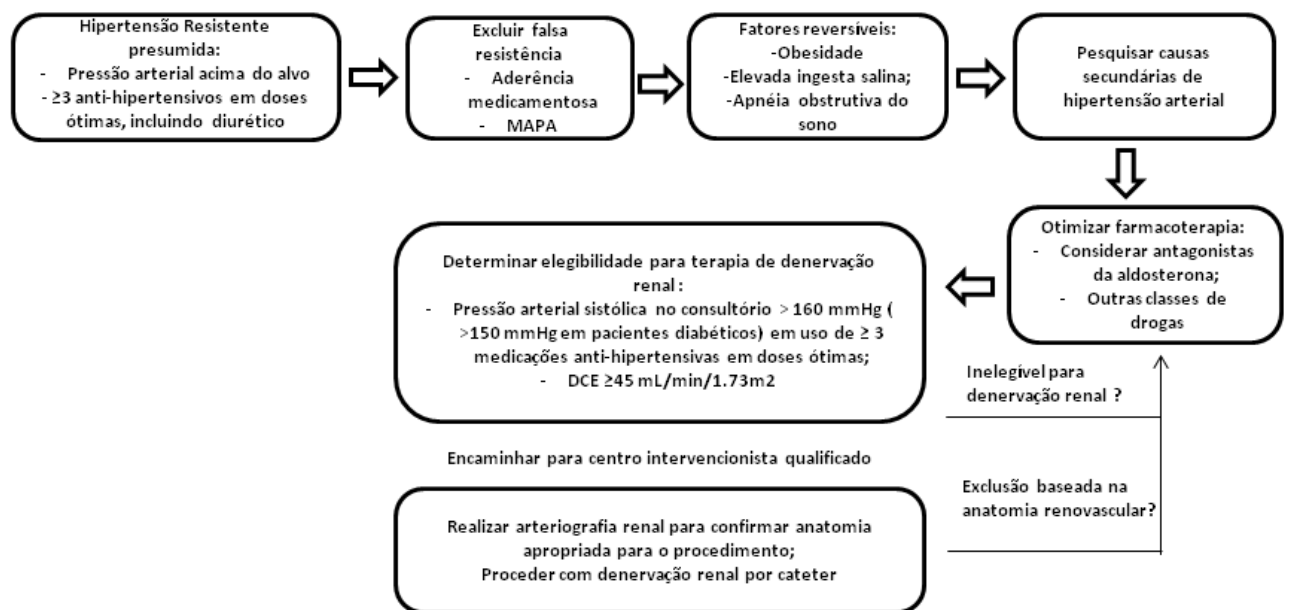 Hipertensão Resistente
presumida:
- Pressão arterial acima do alvo
- ≥3 anti-hipertensivos em doses
ótimas, incluindo diurético
Excluir falsa
resistência
- Aderência
medicamentosa
- MAPA
Fatores reversíveis:
-Obesidade
-Elevada ingesta salina;
-Apnéia obstrutiva do
sono
Pesquisar causas
secundárias de
hipertensão arterial
Otimizar farmacoterapia:
- Considerar antagonistas
da aldosterona;
- Outras classes de
drogas
Determinar elegibilidade para terapia de denervação
renal :
- Pressão arterial sistólica no consultório > 160 mmHg (
>150 mmHg em pacientes diabéticos) em uso de ≥ 3
medicações anti-hipertensivas em doses ótimas;
- DCE ≥45 mL/min/1.73m2
Inelegível para
denervação renal ?
Encaminhar para centro intervencionista qualificado
Exclusão baseada na
anatomia renovascular?
Realizar arteriografia renal para confirmar anatomia
apropriada para o procedimento;
Proceder com denervação renal por cateter